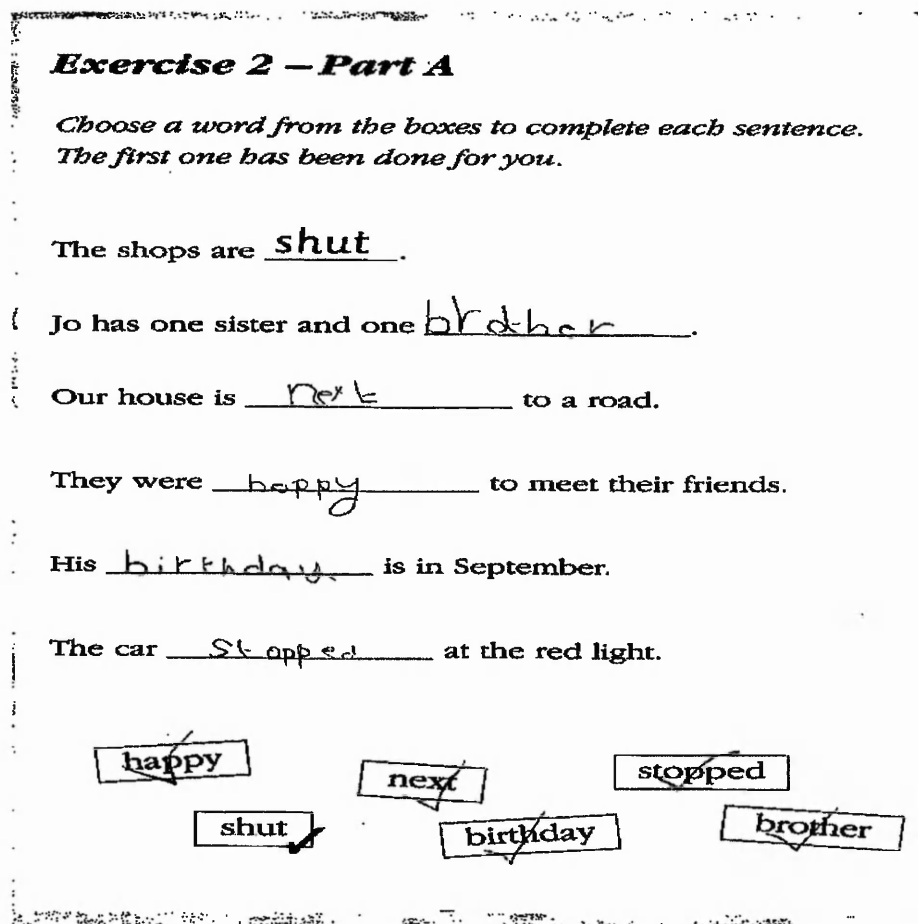 Exercise 2 – Part A
Choose a word from the boxes to complete each sentence.
The first one has been done for you.
The shops are shut.
Jo has one sister and one brother.
Our house is next to a road.
They were happy to meet their friends.
His birthday. is in September.
The car stopped at the red light.
happy next stopped
shut birthday brother